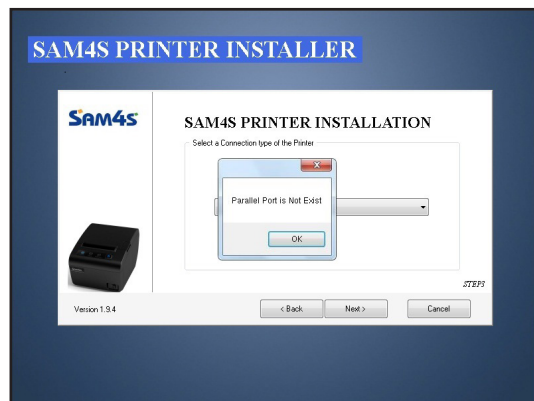 SAM4S PRINTER INSTALLER
SAM4S
SAM4S PRINTER INSTALLATION
Select a Connection type of the Printer
Parallel Port is Not Exist
OK
STEP3
Version 1.9.4
< Back
Next >
Cancel